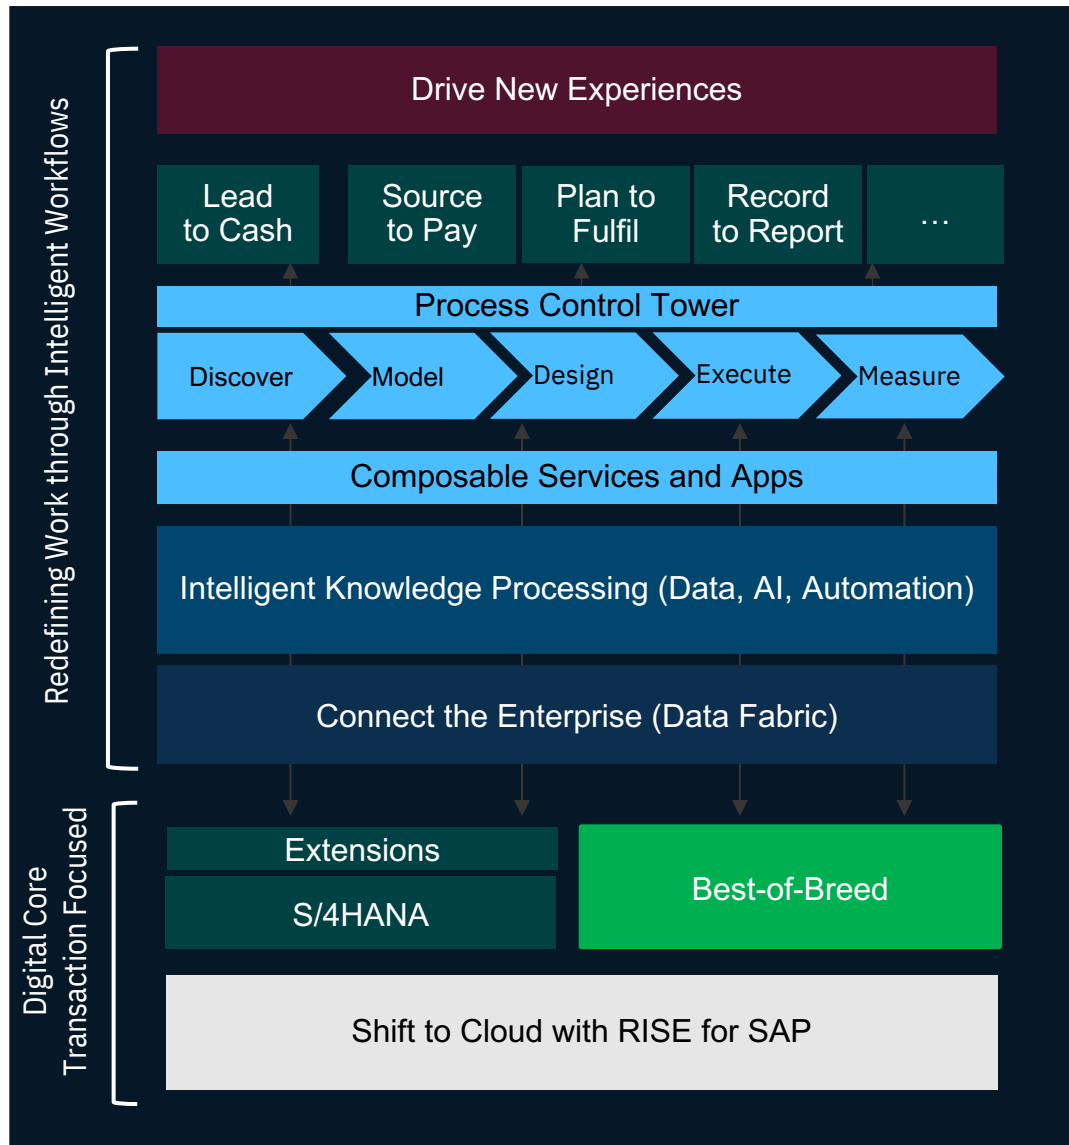 Redefining Work through Intelligent Workflows
Drive New Experiences
Lead
to Cash
Source
to Pay
Plan to
Fulfil
Record
to Report
...
Process Control Tower
Discover
Model
Design
Execute
Measure
Composable Services and Apps
Intelligent Knowledge Processing (Data, AI, Automation)
Connect the Enterprise (Data Fabric)
Digital Core
Transaction Focused
Extensions
S/4HANA
Best-of-Breed
Shift to Cloud with RISE for SAP